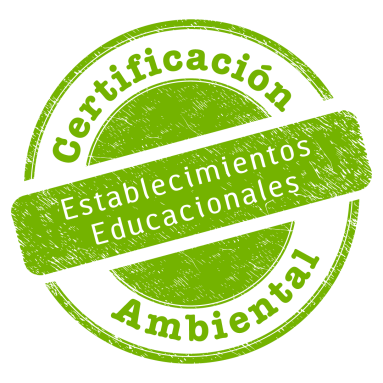 Certificación
Establecimientos
Educacionales
Ambiental